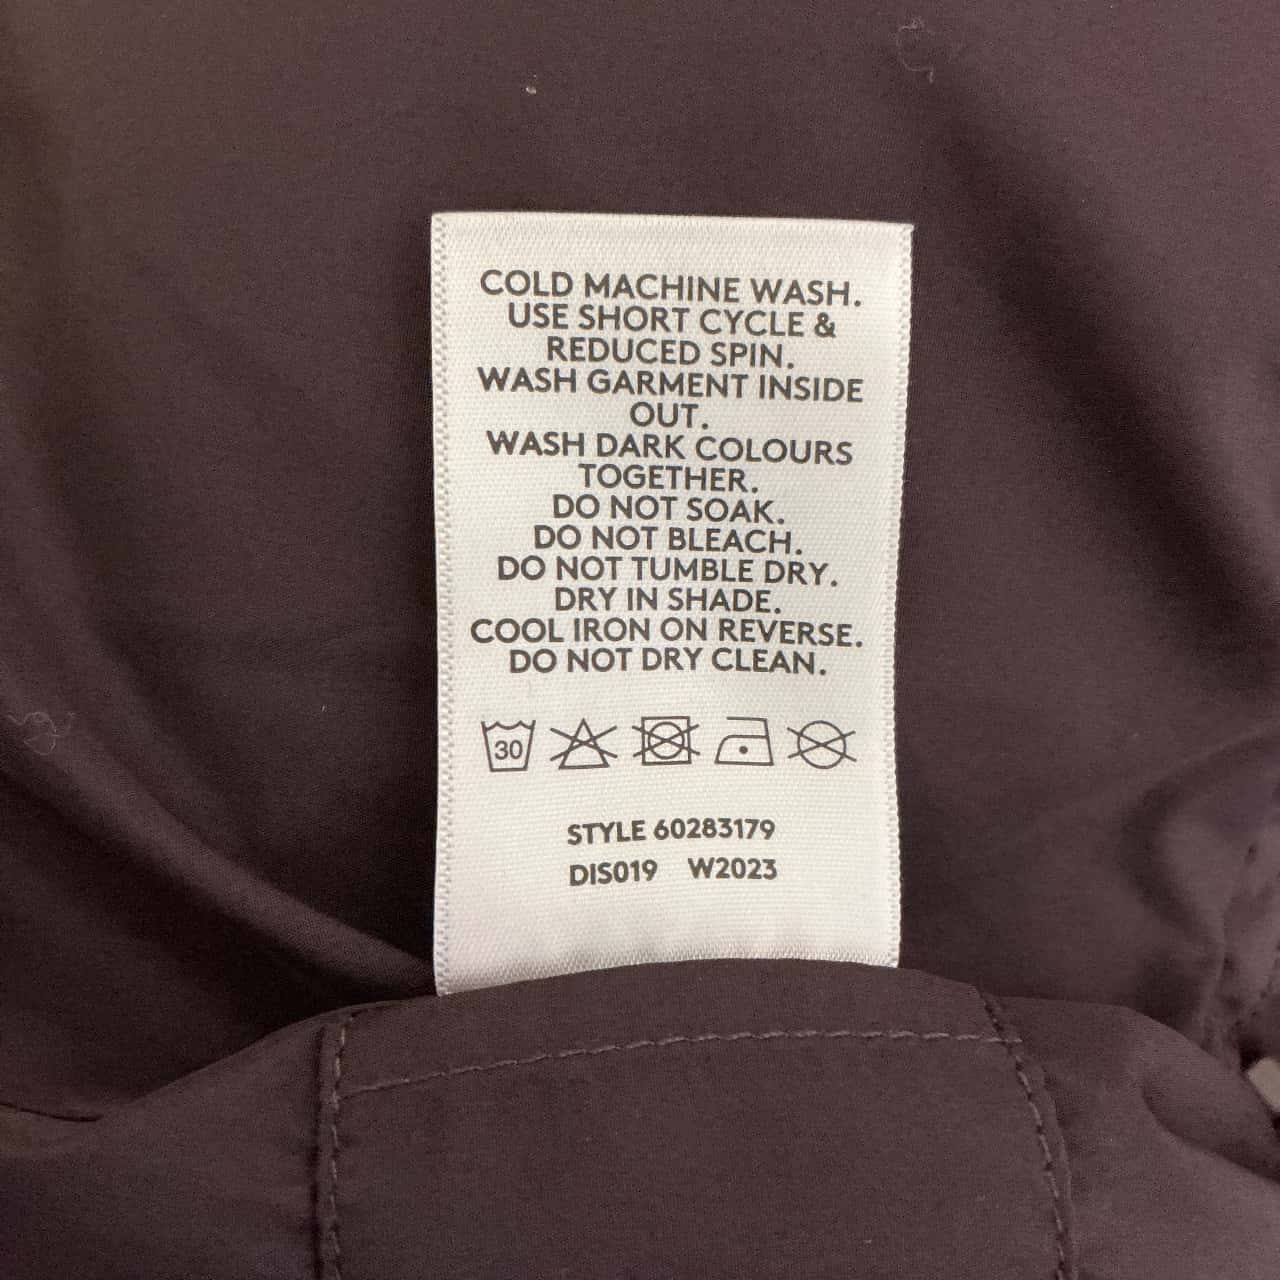 COLD MACHINE WASH.
USE SHORT CYCLE &
REDUCED SPIN.
WASH GARMENT INSIDE
OUT.
WASH DARK COLOURS
TOGETHER.
DO NOT SOAK.
DO NOT BLEACH.
DO NOT TUMBLE DRY.
DRY IN SHADE.
COOL IRON ON REVERSE.
DO NOT DRY CLEAN.
30
STYLE 60283179
DIS019 W2023